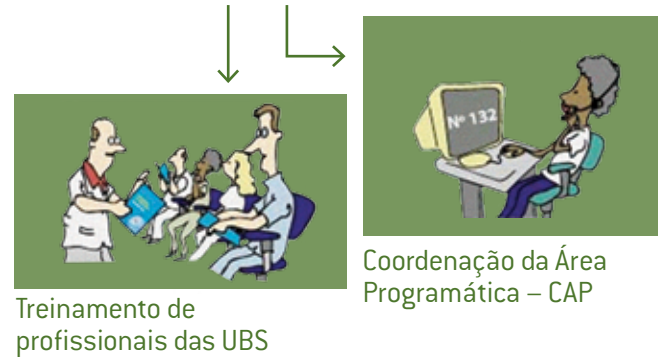 Nº 132
Coordenação da Área
Programática – CAP
Treinamento de
profissionais das UBS